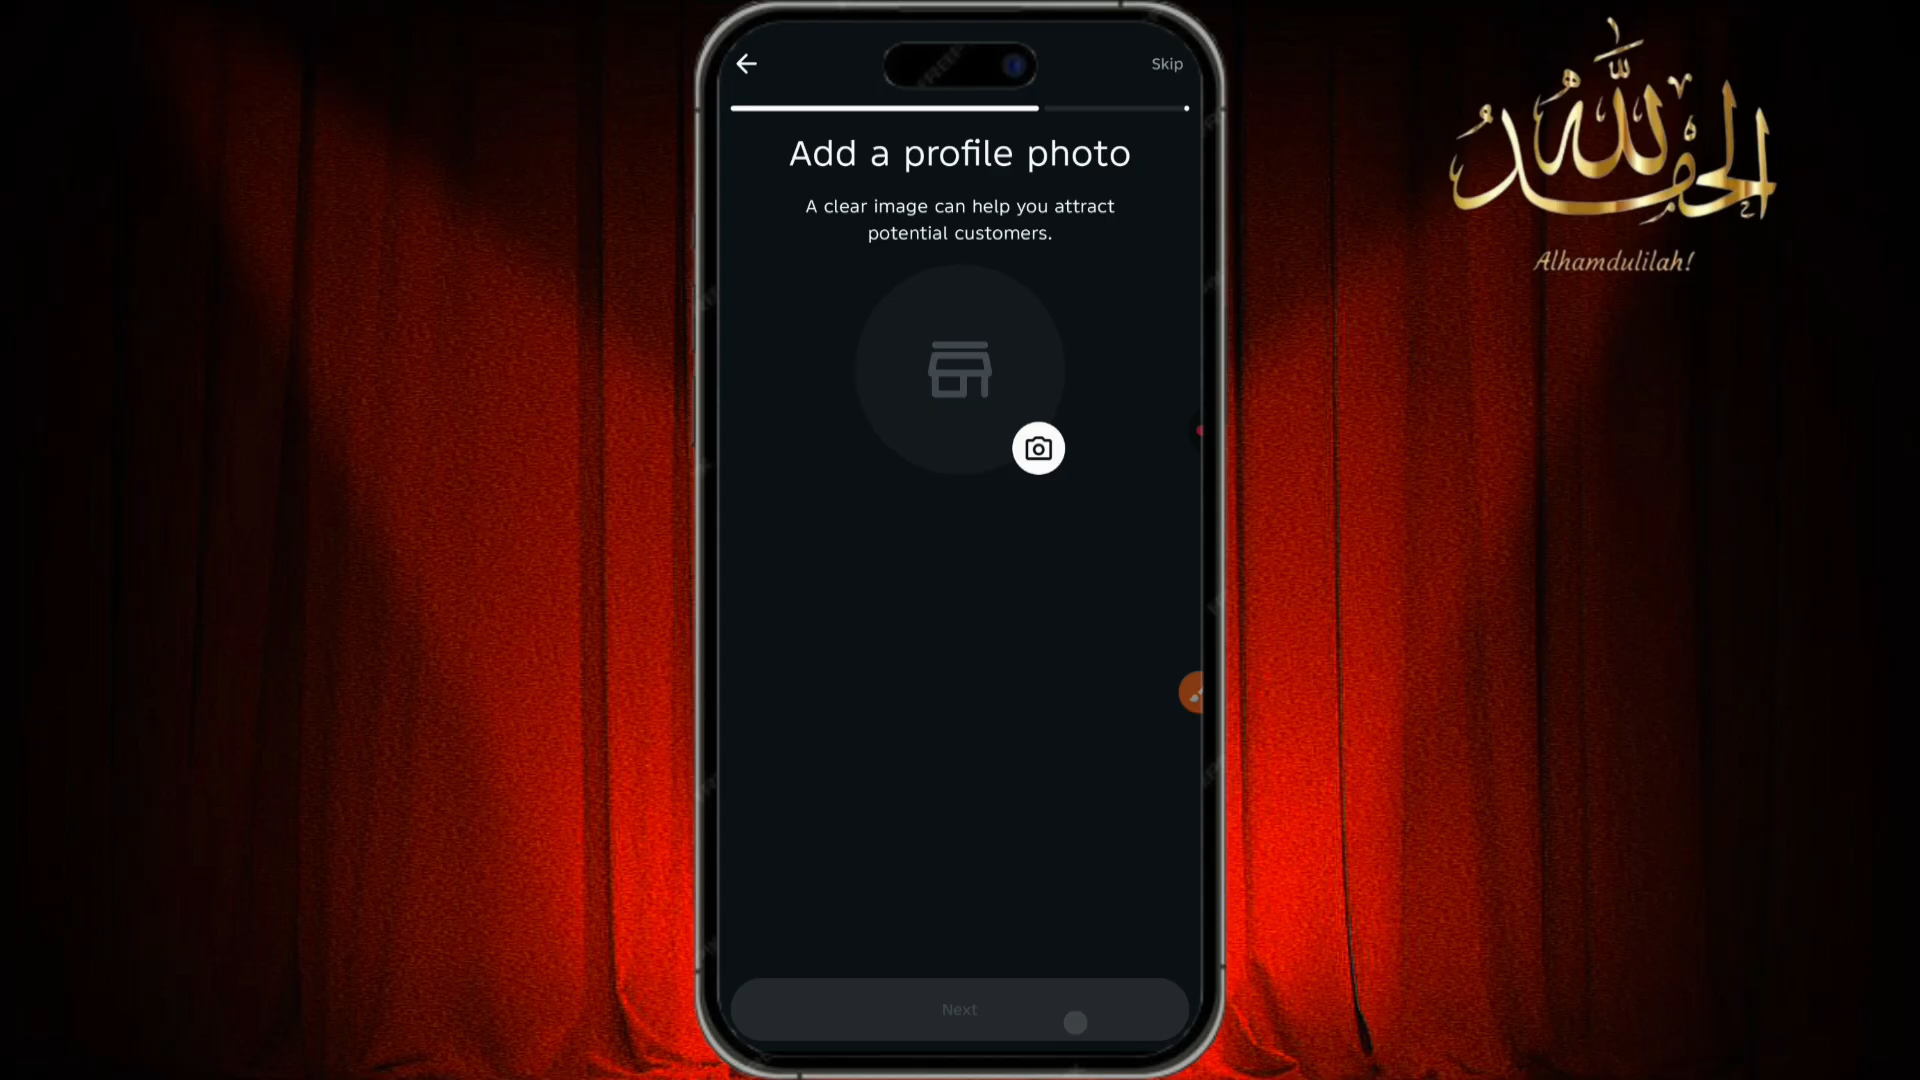 Skip
Add a profile photo
A clear image can help you attract
potential customers.
Next
الحمد لله
Alhamdulilah!